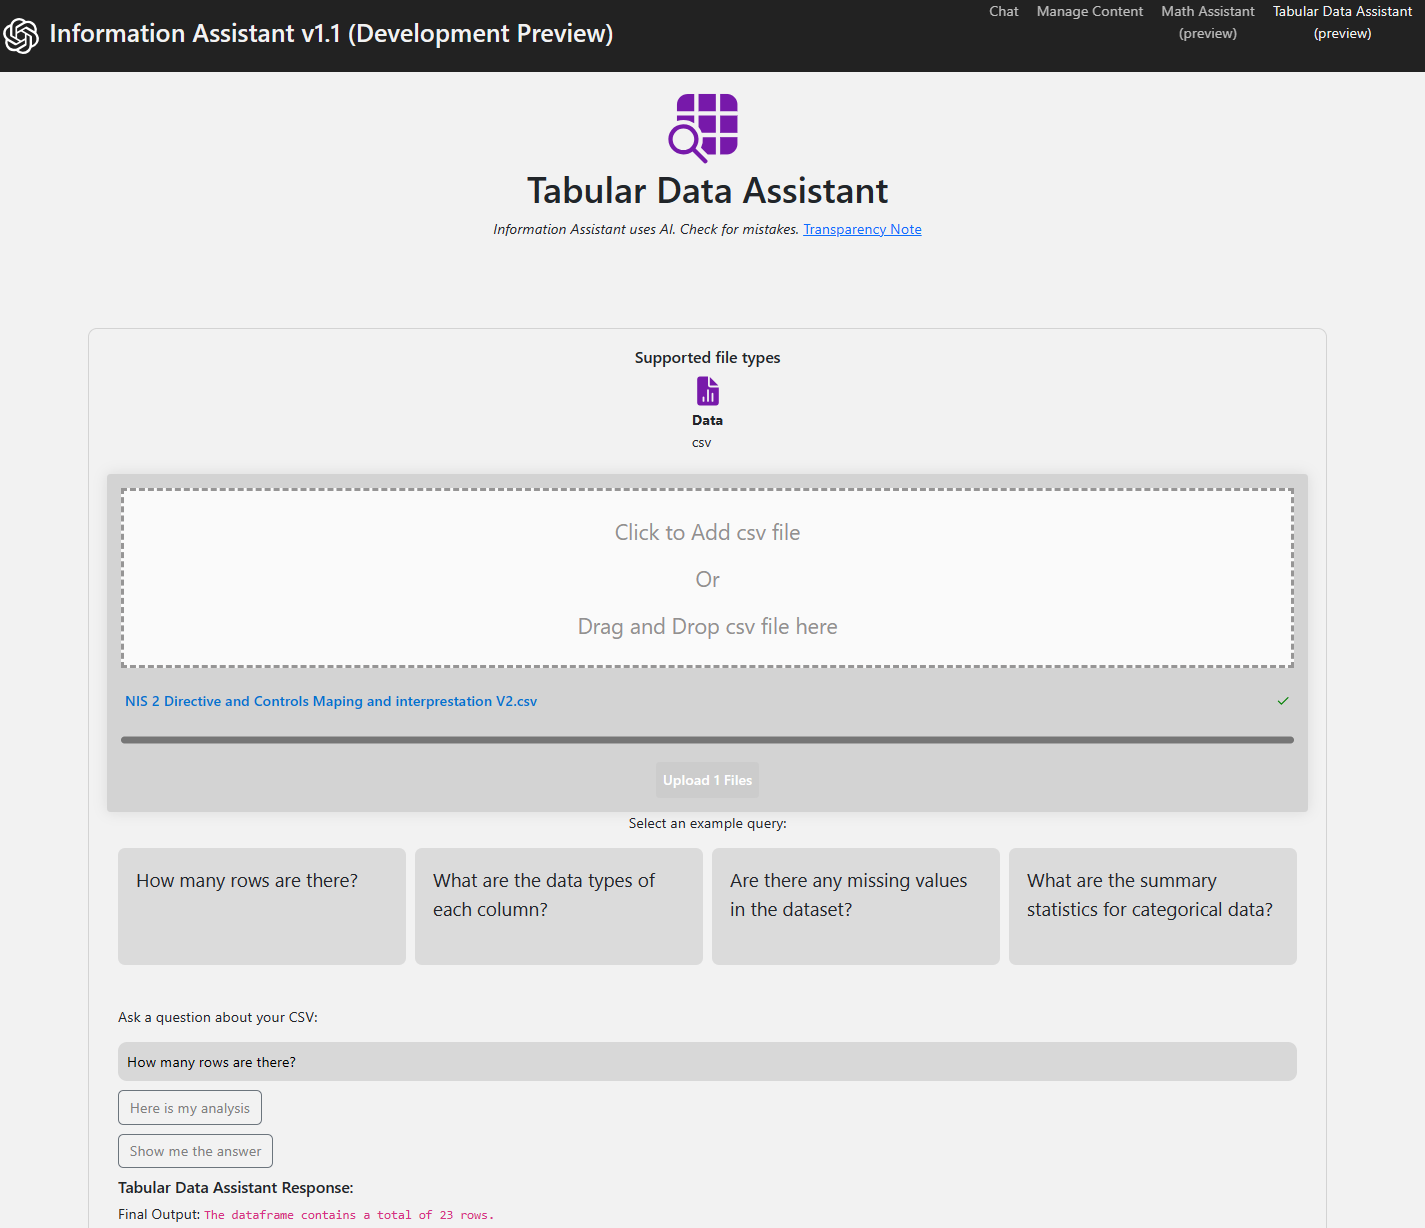 Information Assistant v1.1 (Development Preview)
Chat
Manage Content
Math Assistant
(preview)
Tabular Data Assistant
(preview)
Tabular Data Assistant
Information Assistant uses AI. Check for mistakes. Transparency Note
Supported file types
Data
csv
Click to Add csv file
Or
Drag and Drop csv file here
NIS 2 Directive and Controls Maping and interprestation V2.csv
Upload 1 Files
Select an example query:
How many rows are there?
What are the data types of
each column?
Are there any missing values
in the dataset?
What are the summary
statistics for categorical data?
Ask a question about your CSV:
How many rows are there?
Here is my analysis
Show me the answer
Tabular Data Assistant Response:
Final Output: The dataframe contains a total of 23 rows.